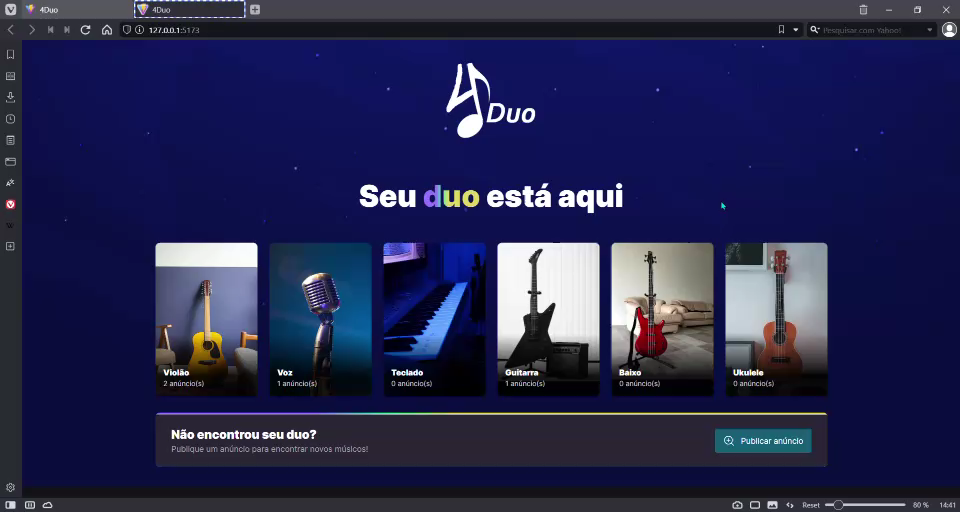 4Duo
4Duo
127.0.0.1:5173
Pesquisar com Yahoo!
4Duo
Seu duo está aqui
Violão
2 anúncio(s)
Voz
1 anúncio(s)
Teclado
0 anúncio(s)
Guitarra
1 anúncio(s)
Baixo
0 anúncio(s)
Ukulele
0 anúncio(s)
Não encontrou seu duo?
Publique um anúncio para encontrar novos músicos!
Publicar anúncio
Reset
80 %
14:41